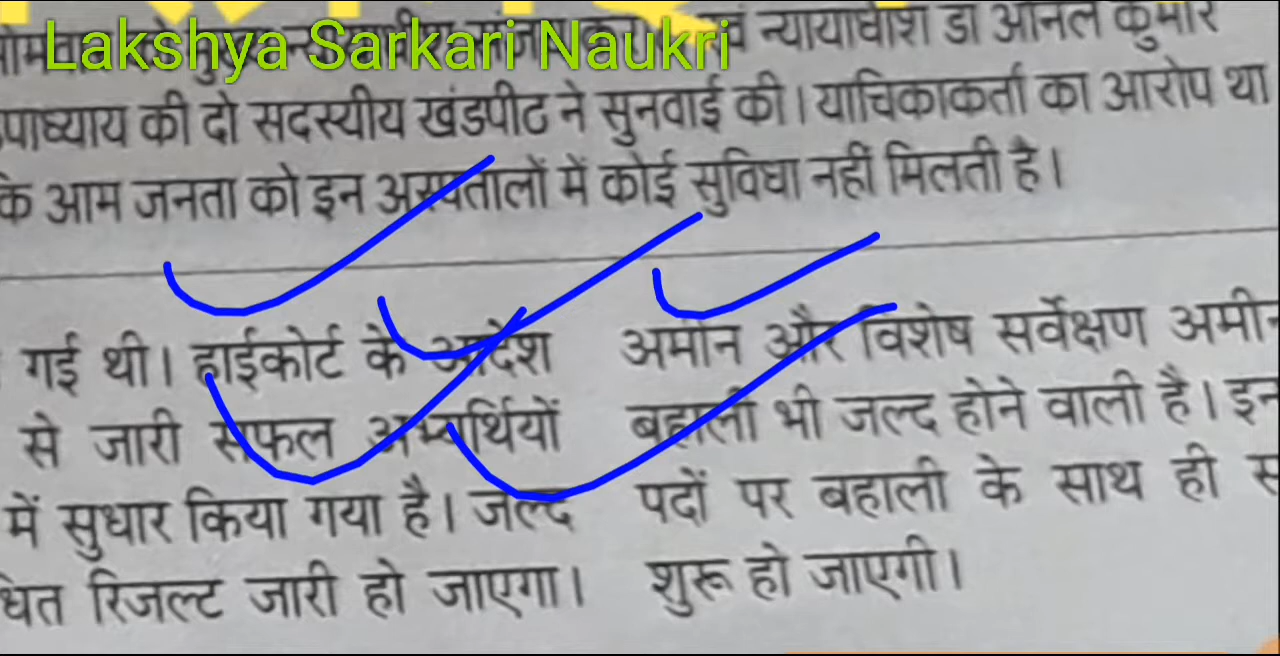 Lakshya Sarkari Naukri
न्यायाधीश डा अनिल कुमार
उपाध्याय की दो सदस्यीय खंडपीठ ने सुनवाई की। याचिकाकर्ता का आरोप था
कि आम जनता को इन अस्पतालों में कोई सुविधा नहीं मिलती है।
गई थी। हाईकोर्ट के आदेश
से जारी सफल अभ्यर्थियों
में सुधार किया गया है। जल्द
रिजल्ट जारी हो जाएगा।
अमीन और विशेष सर्वेक्षण अमीन
बहाली भी जल्द होने वाली है। इन
पदों पर बहाली के साथ ही
शुरू हो जाएगी।